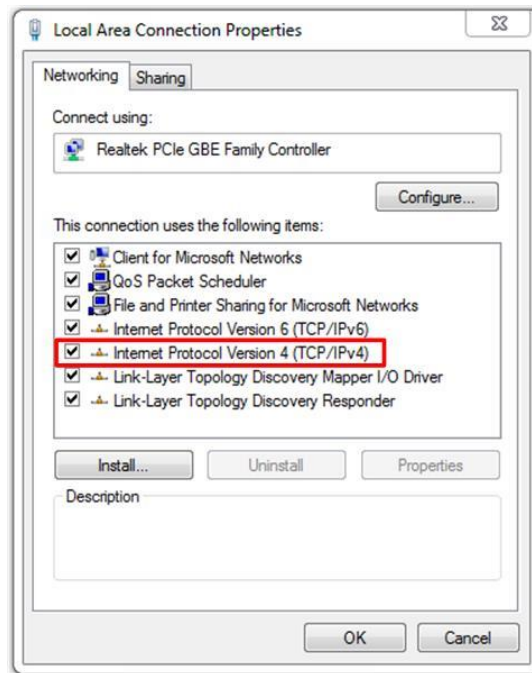 Local Area Connection Properties
Networking
Sharing
Connect using:
Realtek PCIe GBE Family Controller
Configure...
This connection uses the following items:
Client for Microsoft Networks
QoS Packet Scheduler
File and Printer Sharing for Microsoft Networks
Internet Protocol Version 6 (TCP/IPv6)
Internet Protocol Version 4 (TCP/IPv4)
Link-Layer Topology Discovery Mapper I/O Driver
Link-Layer Topology Discovery Responder
Install...
Uninstall
Properties
Description
OK
Cancel